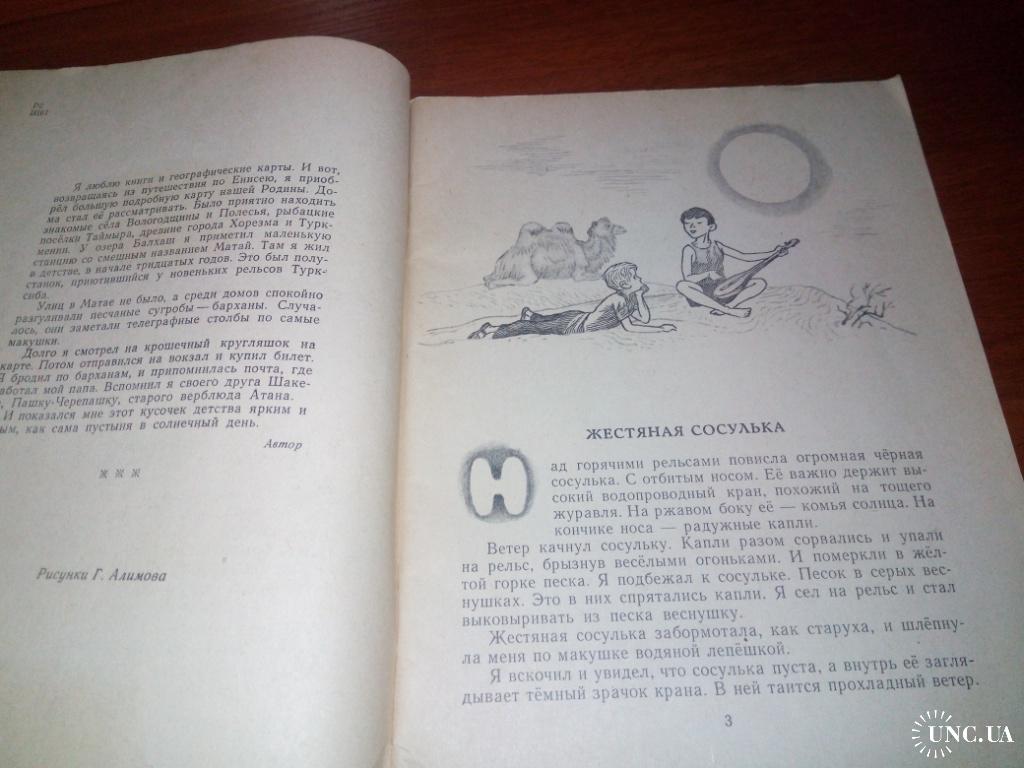 Р2
Я люблю книги и географические карты. И вот,
возвращаясь из путешествия по Енисею, я приоб-
рёл большую подробную карту нашей Родины. До-
ма стал её рассматривать. Было приятно находить
знакомые сёла Вологодщины и Полесья, рыбацкие
посёлки Таймыра, древние города Хорезма и Турк-
мении. У озера Балхаш я приметил маленькую
станцию со смешным названием Матай. Там я жил
в детстве, в начале тридцатых годов. Это был полу-
станок, приютившийся у новеньких рельсов Турк-
сиба.
Улиц в Матае не было, а среди домов спокойно
разгуливали песчаные сугробы — барханы. Случа-
лось, они заметали телеграфные столбы по самые
макушки.
Долго я смотрел на крошечный кругляшок на
карте. Потом отправился на вокзал и купил билет.
Я бродил по барханам, и припомнилась почта, где
аботал мой папа. Вспомнил я своего друга Шаке-
, Пашку-Черепашку, старого верблюда Атана.
И показался мне этот кусочек детства ярким и
ым, как сама пустыня в солнечный день.
Автор
* * *
Рисунки Г. Алимова
ЖЕСТЯНАЯ СОСУЛЬКА
Над горячими рельсами повисла огромная чёрная
сосулька. С отбитым носом. Её важно держит вы-
сокий водопроводный кран, похожий на тощего
журавля. На ржавом боку её — комья солнца. На
кончике носа — радужные капли.
Ветер качнул сосульку. Капли разом сорвались и упали
на рельс, брызнув весёлыми огоньками. И померкли в жёл-
той горке песка. Я подбежал к сосульке. Песок в серых вес-
нушках. Это в них спрятались капли. Я сел на рельс и стал
выковыривать из песка веснушку.
Жестяная сосулька забормотала, как старуха, и шлёпну-
ла меня по макушке водяной лепёшкой.
Я вскочил и увидел, что сосулька пуста, а внутрь её загля-
дывает тёмный зрачок крана. В ней таится прохладный ветер.
3
UNC.UA